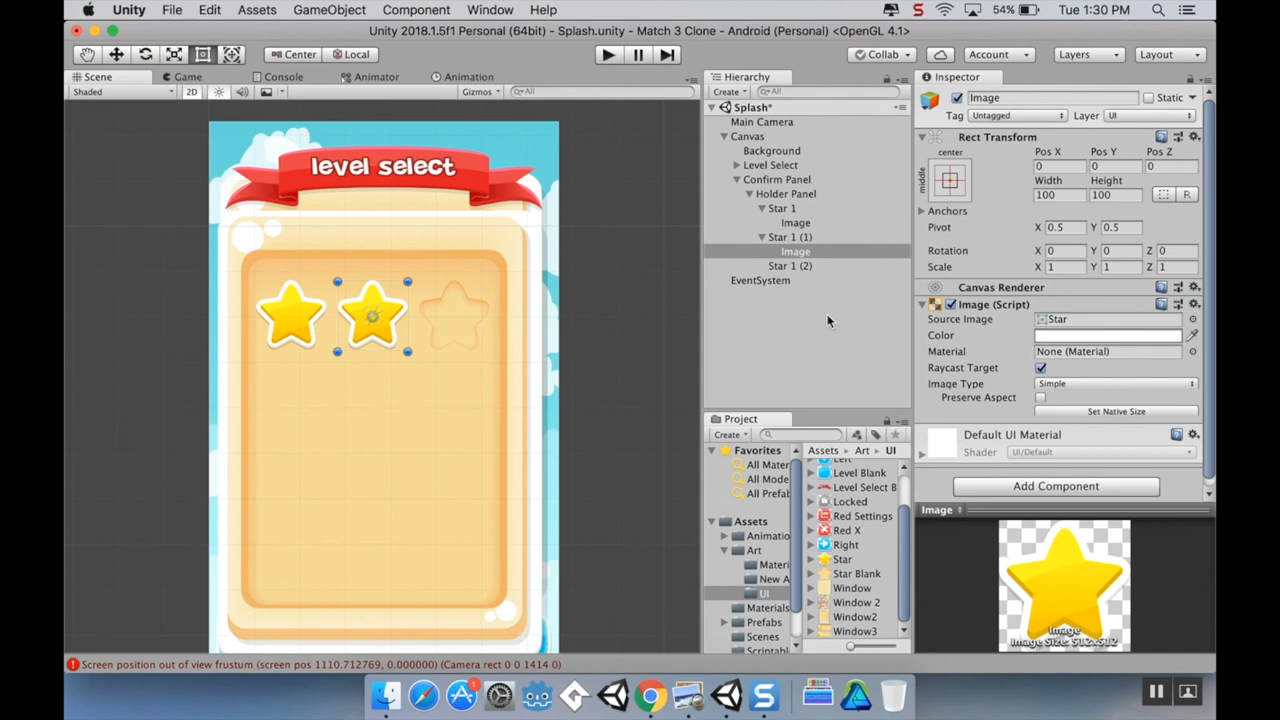 Unity File Edit Assets GameObject Component Window Help 54% Tue 1:30 PM
Unity 2018.1.5f1 Personal (64bit) - Splash.unity - Match 3 Clone - Android (Personal) <OpenGL 4.1>
Center Local Collab Account Layers Layout
Scene Game Console Animator Animation
Shaded 2D Gizmos All
level select
Hierarchy
Create All
Splash*
Main Camera
Canvas
Background
Level Select
Confirm Panel
Holder Panel
Star 1
Image
Star 1 (1)
Image
Star 1 (2)
EventSystem
Project
Create
Favorites
All Mater
All Mode
All Prefab
Assets
Animatio
Art
Materi
New A
UI
Materials
Prefabs
Scenes
Scriptabl
Assets Art UI
Left
Level Blank
Level Select B
Locked
Red Settings
Red X
Right
Star
Star Blank
Window
Window 2
Window2
Window3
Inspector
Image Static
Tag Untagged Layer UI
Rect Transform
center Pos X Pos Y Pos Z
middle 0 0 0
Width Height
100 100 R
Anchors
Pivot X 0.5 Y 0.5
Rotation X 0 Y 0 Z 0
Scale X 1 Y 1 Z 1
Canvas Renderer
Image (Script)
Source Image Star
Color
Material None (Material)
Raycast Target
Image Type Simple
Preserve Aspect
Set Native Size
Default UI Material
Shader UI/Default
Add Component
Image
Image
Image Size: 512x512
Screen position out of view frustum (screen pos 1110.712769, 0.000000) (Camera rect 0 0 1414 0)